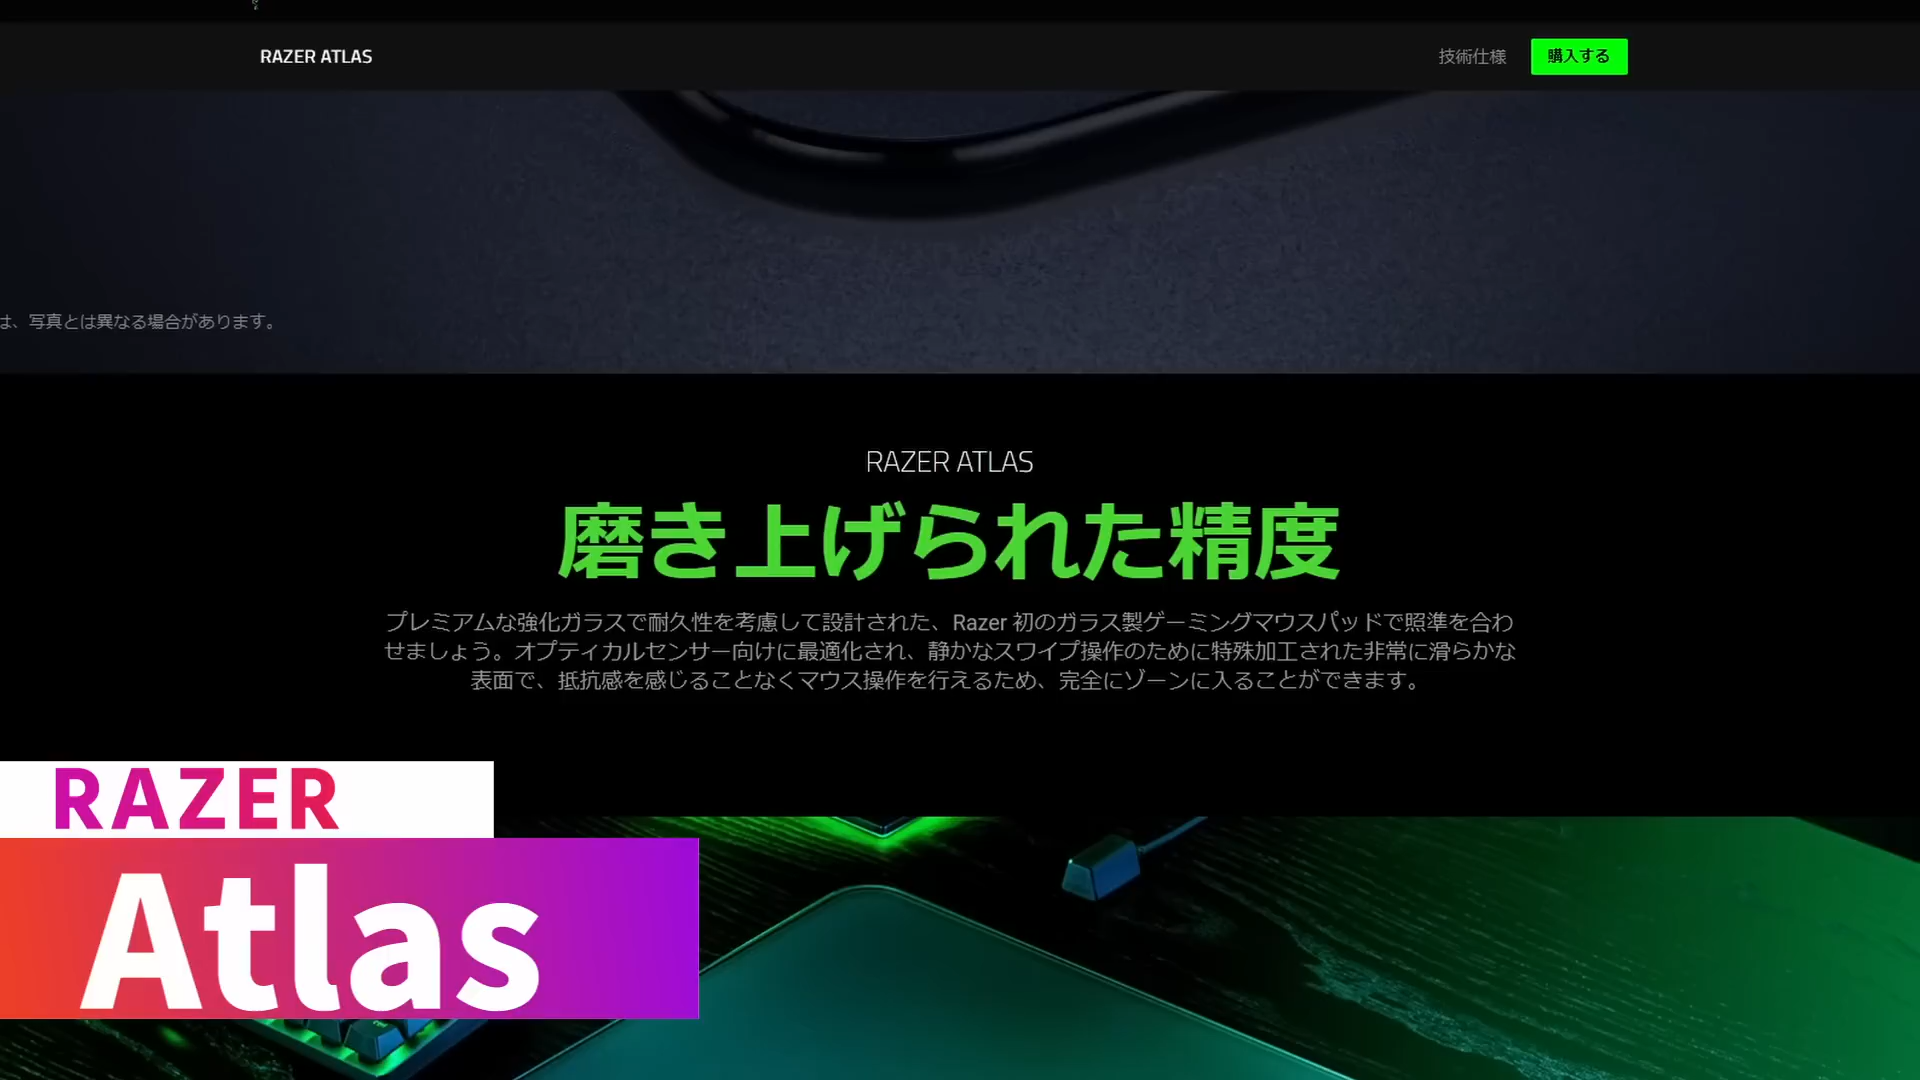 RAZER ATLAS
技術仕様
購入する
は、写真とは異なる場合があります。
RAZER ATLAS
磨き上げられた精度
プレミアムな強化ガラスで耐久性を考慮して設計された、Razer 初のガラス製ゲーミングマウスパッドで照準を合わ
せましょう。オプティカルセンサー向けに最適化され、静かなスワイプ操作のために特殊加工された非常に滑らかな
表面で、抵抗感を感じることなくマウス操作を行えるため、完全にゾーンに入ることができます。
RAZER
Atlas